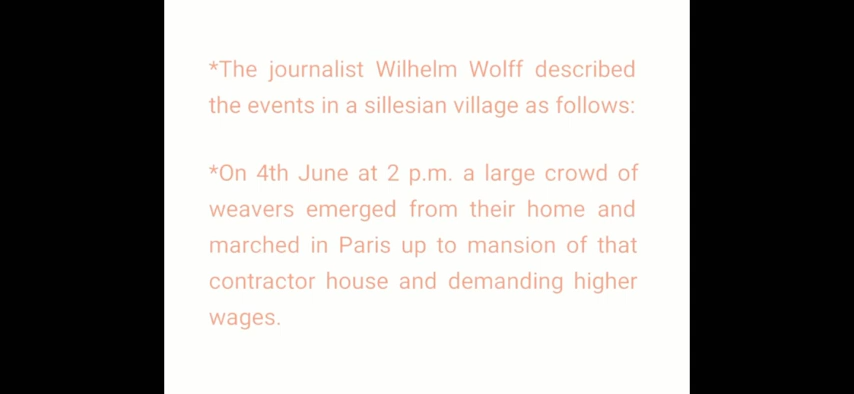 *The journalist Wilhelm Wolff described
the events in a sillesian village as follows:
*On 4th June at 2 p.m. a large crowd of
weavers emerged from their home and
marched in Paris up to mansion of that
contractor house and demanding higher
wages.